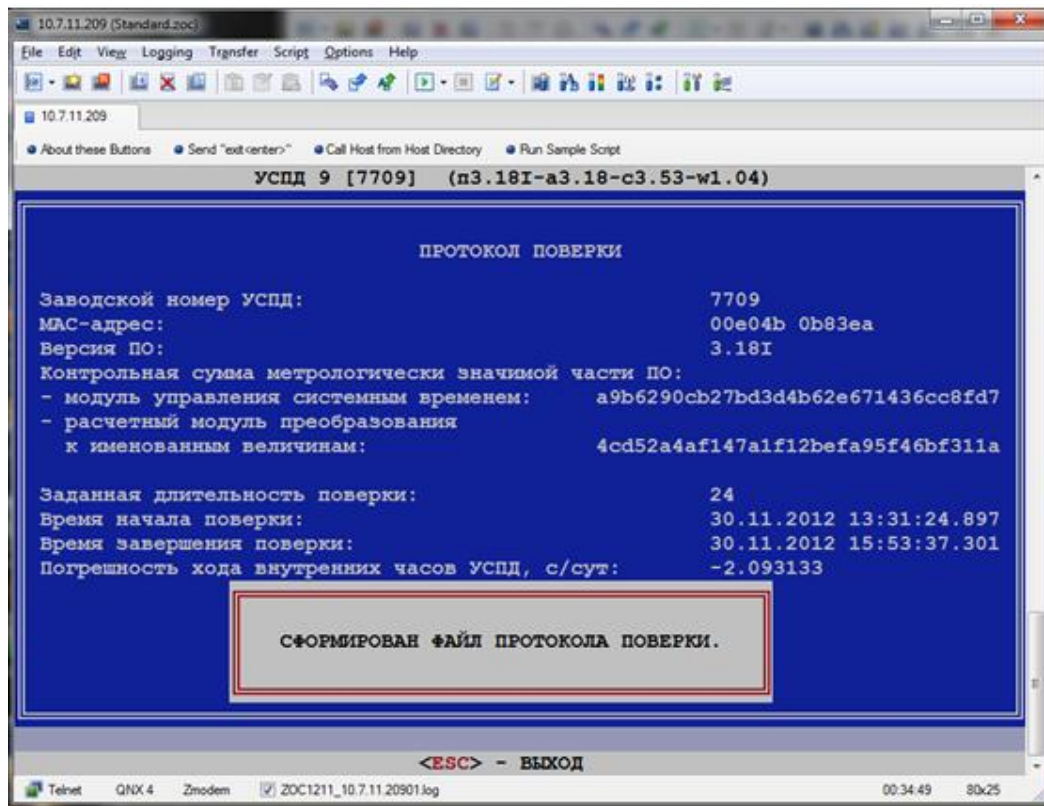 10.7.11.209 (Standard.zoc)
File Edit View Logging Transfer Script Options Help
10.7.11.209
About these Buttons Send "exit<enter>" Call Host from Host Directory Run Sample Script
УСПД 9 [7709] (п3.18I-а3.18-с3.53-w1.04)
ПРОТОКОЛ ПОВЕРКИ
Заводской номер УСПД: 7709
МАС-адрес: 00e04b 0b83ea
Версия ПО: 3.18I
Контрольная сумма метрологически значимой части ПО:
- модуль управления системным временем: a9b6290cb27bd3d4b62e671436cc8fd7
- расчетный модуль преобразования
к именованным величинам: 4cd52a4af147a1f12befa95f46bf311a
Заданная длительность поверки: 24
Время начала поверки: 30.11.2012 13:31:24.897
Время завершения поверки: 30.11.2012 15:53:37.301
Погрешность хода внутренних часов УСПД, с/сут: -2.093133
СФОРМИРОВАН ФАЙЛ ПРОТОКОЛА ПОВЕРКИ.
<ESC> - ВЫХОД
Telnet QNX 4 Zmodem ZOC1211_10.7.11.20901.log 00:34:49 80x25